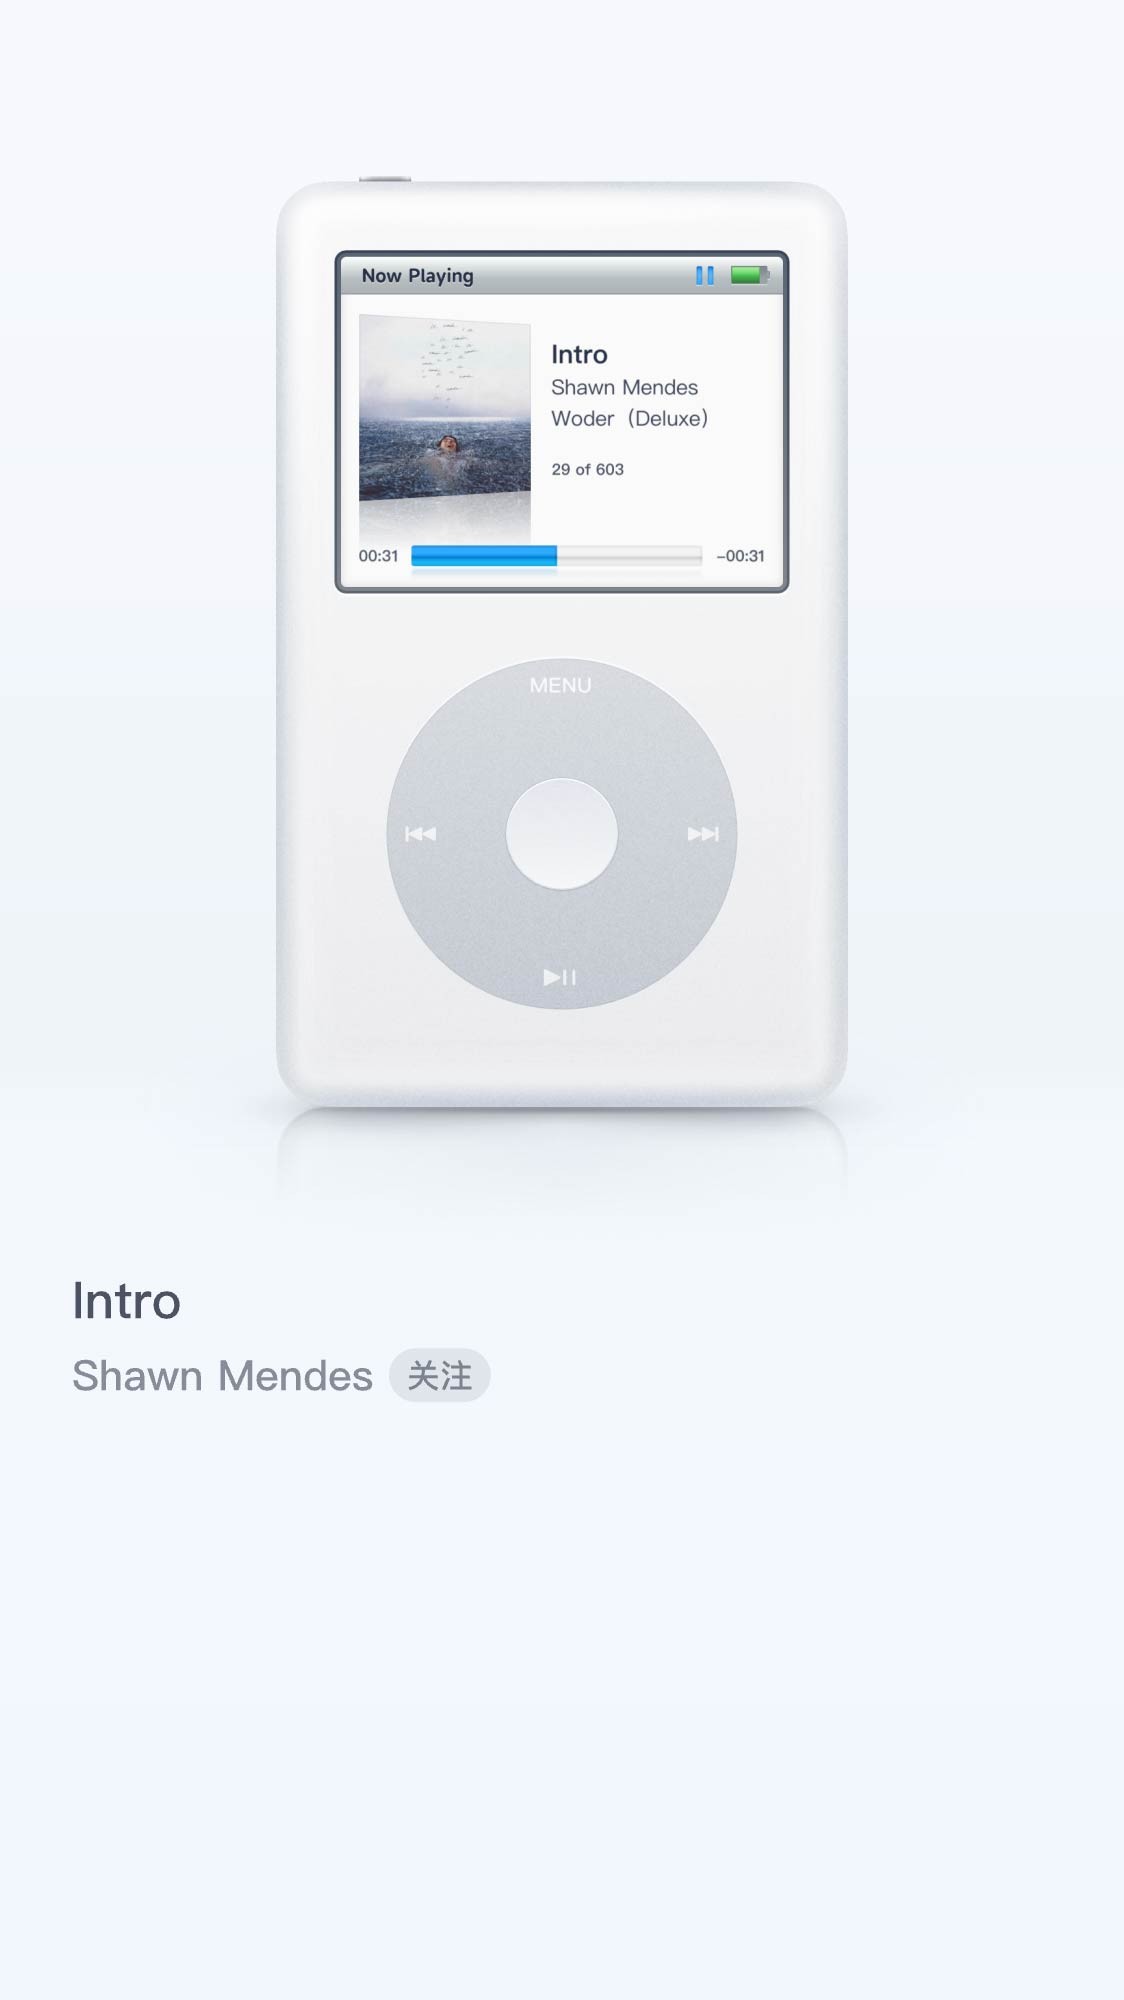 Now Playing
Intro
Shawn Mendes
Woder（Deluxe）
29 of 603
00:31
-00:31
MENU
Intro
Shawn Mendes 关注